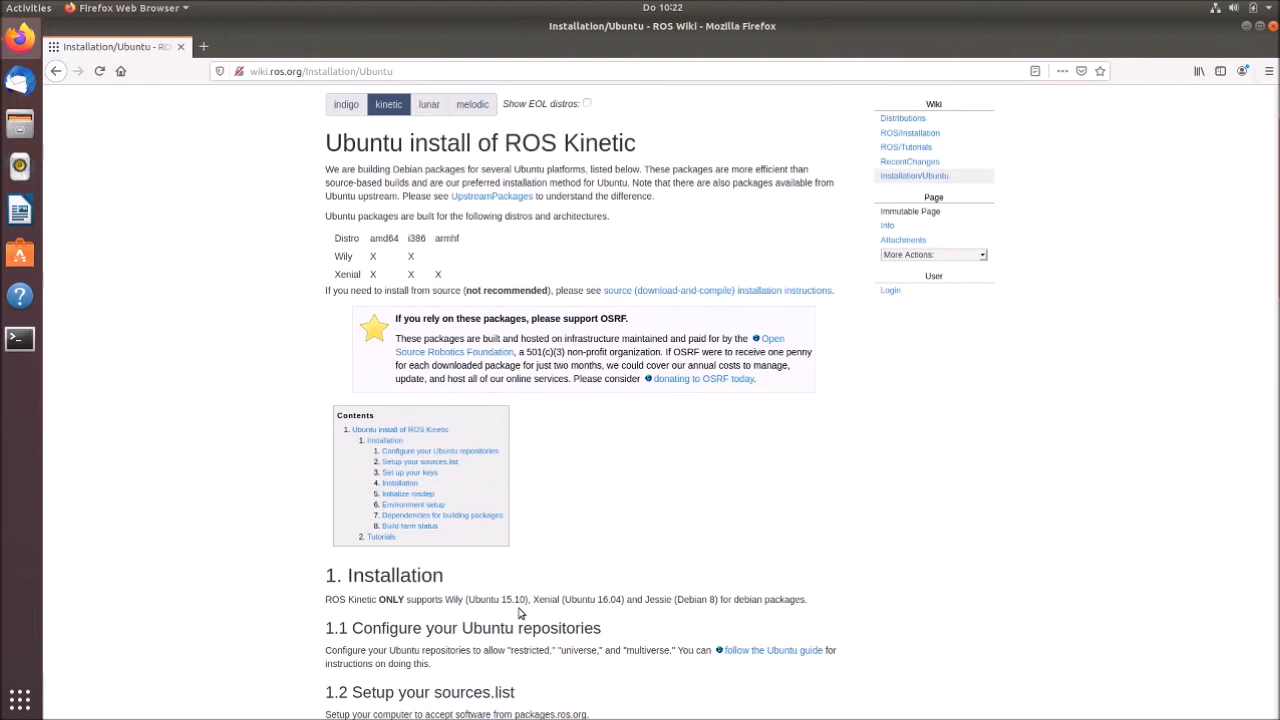 Activities
Firefox Web Browser
Do 10:22
Installation/Ubuntu - ROS Wiki - Mozilla Firefox
Installation/Ubuntu - RO
wiki.ros.org/Installation/Ubuntu
indigo
kinetic
lunar
melodic
Show EOL distros:
Ubuntu install of ROS Kinetic
We are building Debian packages for several Ubuntu platforms, listed below. These packages are more efficient than
source-based builds and are our preferred installation method for Ubuntu. Note that there are also packages available from
Ubuntu upstream. Please see UpstreamPackages to understand the difference.
Ubuntu packages are built for the following distros and architectures.
Distro amd64 i386 armhf
Wily X X
Xenial X X X
If you need to install from source (not recommended), please see source (download-and-compile) installation instructions.
If you rely on these packages, please support OSRF.
These packages are built and hosted on infrastructure maintained and paid for by the Open
Source Robotics Foundation, a 501(c)(3) non-profit organization. If OSRF were to receive one penny
for each downloaded package for just two months, we could cover our annual costs to manage,
update, and host all of our online services. Please consider donating to OSRF today.
Contents
1. Ubuntu install of ROS Kinetic
1. Installation
1. Configure your Ubuntu repositories
2. Setup your sources.list
3. Set up your keys
4. Installation
5. Initialize rosdep
6. Environment setup
7. Dependencies for building packages
8. Build farm status
2. Tutorials
1. Installation
ROS Kinetic ONLY supports Wily (Ubuntu 15.10), Xenial (Ubuntu 16.04) and Jessie (Debian 8) for debian packages.
1.1 Configure your Ubuntu repositories
Configure your Ubuntu repositories to allow "restricted," "universe," and "multiverse." You can follow the Ubuntu guide for
instructions on doing this.
1.2 Setup your sources.list
Setup your computer to accept software from packages.ros.org.
Wiki
Distributions
ROS/Installation
ROS/Tutorials
RecentChanges
Installation/Ubuntu
Page
Immutable Page
Info
Attachments
More Actions:
User
Login